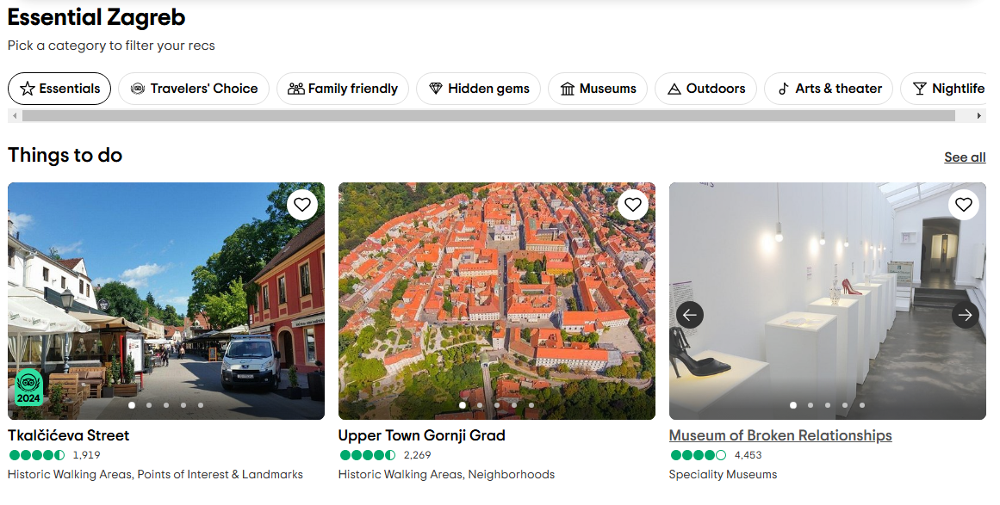 Essential Zagreb
Pick a category to filter your recs
Essentials
Travelers' Choice
Family friendly
Hidden gems
Museums
Outdoors
Arts & theater
Nightlife
Things to do
See all
2024
Tkalčićeva Street
1,919
Historic Walking Areas, Points of Interest & Landmarks
Upper Town Gornji Grad
2,269
Historic Walking Areas, Neighborhoods
Museum of Broken Relationships
4,453
Speciality Museums